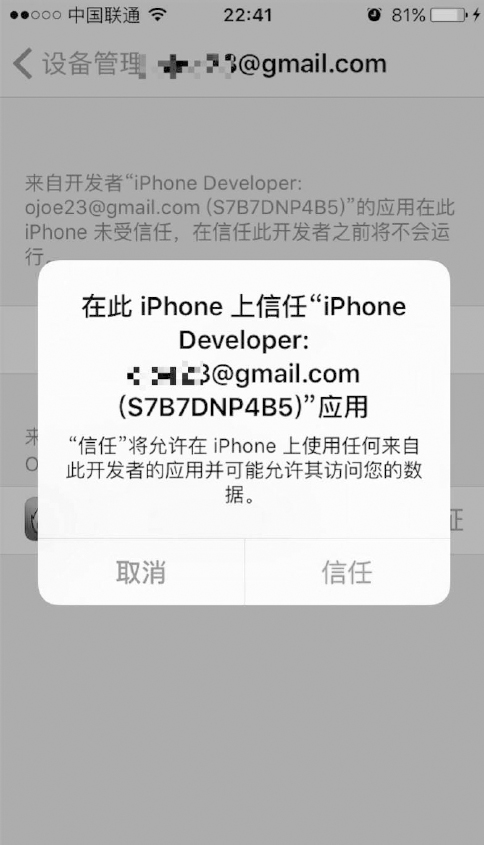 中国联通 22:41 81%
设备管理 3@gmail.com
来自开发者“iPhone Developer:
ojoe23@gmail.com (S7B7DNP4B5)”的应用在此
iPhone 未受信任，在信任此开发者之前将不会运
行。
在此 iPhone 上信任“iPhone
Developer:
3@gmail.com
(S7B7DNP4B5)”应用
“信任”将允许在 iPhone 上使用任何来自
此开发者的应用并可能允许其访问您的数
据。
来
O
证
取消 信任